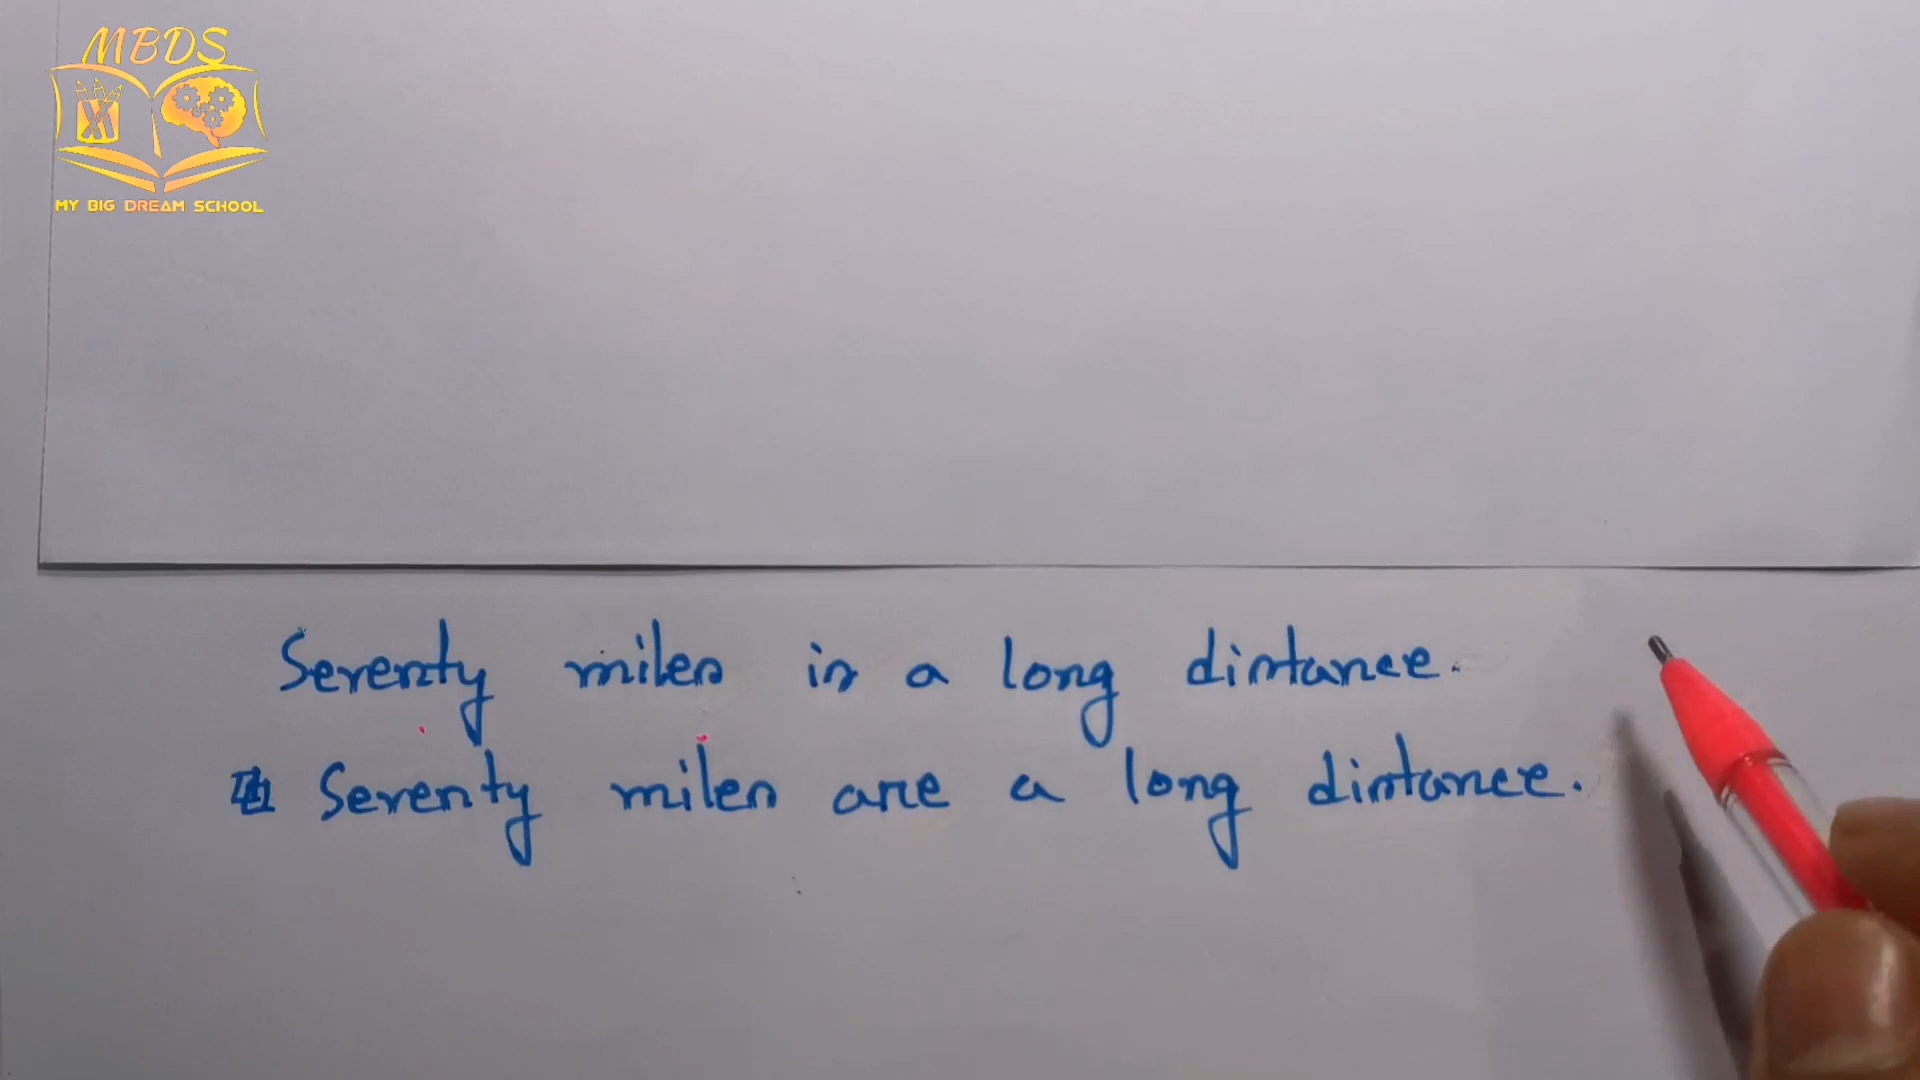 MBDS
MY BIG DREAM SCHOOL
Seventy miles is a long distance.
Seventy miles are a long distance.